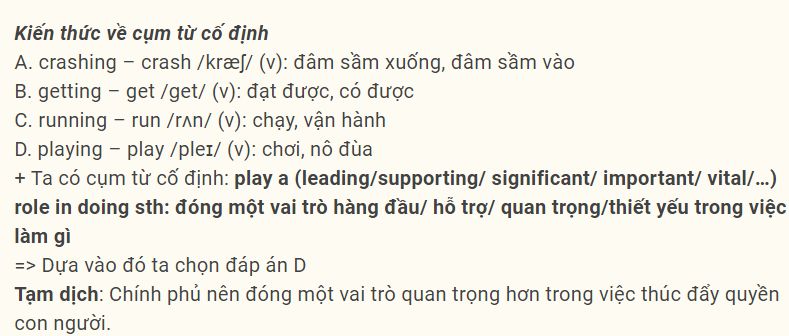 Kiến thức về cụm từ cố định
A. crashing – crash /kræʃ/ (v): đâm sầm xuống, đâm sầm vào
B. getting – get /get/ (v): đạt được, có được
C. running – run /rʌn/ (v): chạy, vận hành
D. playing – play /pleɪ/ (v): chơi, nô đùa
+ Ta có cụm từ cố định: play a (leading/supporting/ significant/ important/ vital/…)
role in doing sth: đóng một vai trò hàng đầu/ hỗ trợ/ quan trọng/thiết yếu trong việc
làm gì
=> Dựa vào đó ta chọn đáp án D
Tạm dịch: Chính phủ nên đóng một vai trò quan trọng hơn trong việc thúc đẩy quyền
con người.